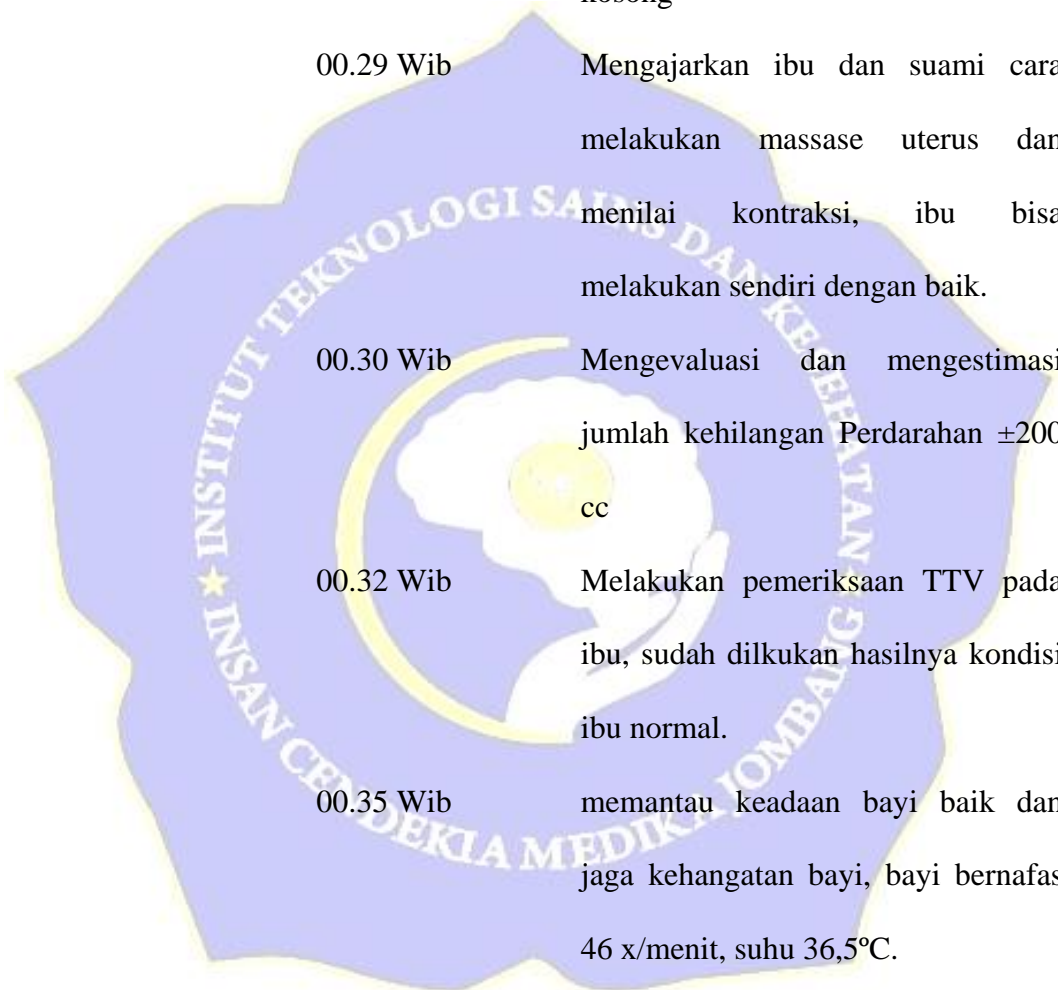 00.29 Wib Mengajarkan ibu dan suami cara
melakukan massase uterus dan
menilai kontraksi, ibu bisa
melakukan sendiri dengan baik.
00.30 Wib Mengevaluasi dan mengestimasi
jumlah kehilangan Perdarahan ±200
cc
00.32 Wib Melakukan pemeriksaan TTV pada
ibu, sudah dilkukan hasilnya kondisi
ibu normal.
00.35 Wib memantau keadaan bayi baik dan
jaga kehangatan bayi, bayi bernafas
46 x/menit, suhu 36,5ºC.
INSTITUT TEKNOLOGI SAINS DAN KESEHATAN
INSAN CENDEKIA MEDIKA JOMBANG